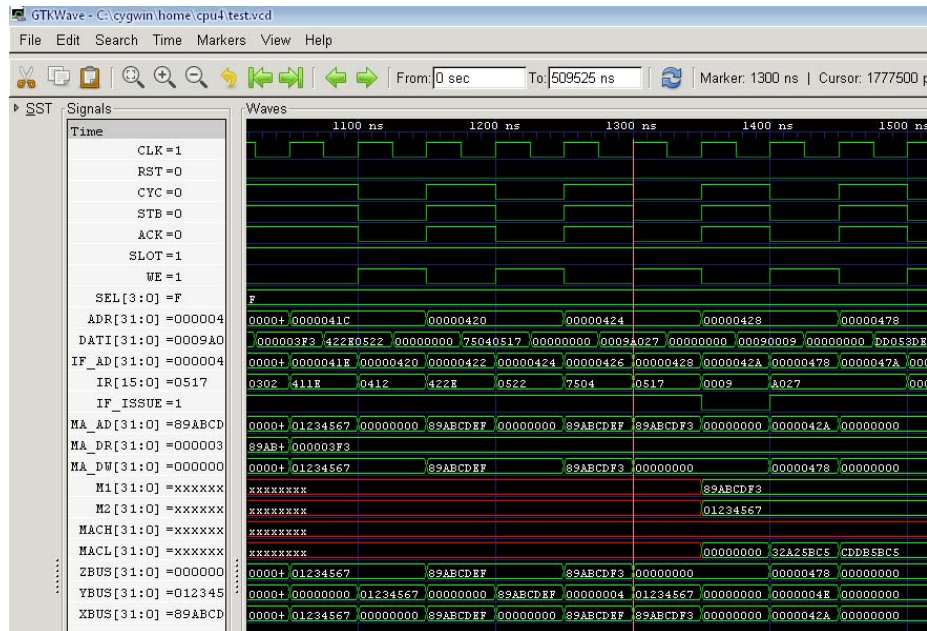 GTKWave - C:\cygwin\home\cpu4\test.vcd
File Edit Search Time Markers View Help
From: 0 sec To: 509525 ns Marker: 1300 ns | Cursor: 1777500 p
SST Signals Waves
Time 1100 ns 1200 ns 1300 ns 1400 ns 1500 ns
CLK=1
RST=0
CYC=0
STB=0
ACK=0
SLOT=1
WE=1
SEL[3:0] =F F
ADR[31:0] =000004 0000+ 0000041C 00000420 00000424 00000428 00000478
DATI[31:0] =0009A0 000003F3 422E0522 00000000 75040517 00000000 0009A027 00000000 00090009 00000000 DD053DE
IF_AD[31:0] =000004 0000+ 0000041E 00000420 00000422 00000424 00000426 00000428 0000042A 00000478 0000047A 000
IR[15:0] =0517 0302 411E 0412 422E 0522 7504 0517 0009 A027 000
IF_ISSUE=1
MA_AD[31:0] =89ABCD 0000+ 01234567 00000000 89ABCDEF 00000000 89ABCDEF 89ABCDF3 00000000 0000042A 00000000
MA_DR[31:0] =000003 89AB+ 000003F3
MA_DW[31:0] =000000 0000+ 01234567 89ABCDEF 89ABCDF3 00000000 00000478 00000000
M1[31:0] =xxxxxx xxxxxxxx 89ABCDF3
M2[31:0] =xxxxxx xxxxxxxx 01234567
MACH[31:0] =xxxxxx xxxxxxxx
MACL[31:0] =xxxxxx xxxxxxxx 00000000 32A25BC5 CDDB5BC5
ZBUS[31:0] =000000 0000+ 01234567 89ABCDEF 89ABCDF3 00000000 00000478 00000000
YBUS[31:0] =012345 0000+ 00000000 01234567 00000000 89ABCDEF 00000004 01234567 00000000 0000004E 00000000
XBUS[31:0] =89ABCD 0000+ 01234567 00000000 89ABCDEF 00000000 89ABCDEF 89ABCDF3 00000000 0000042A 00000000